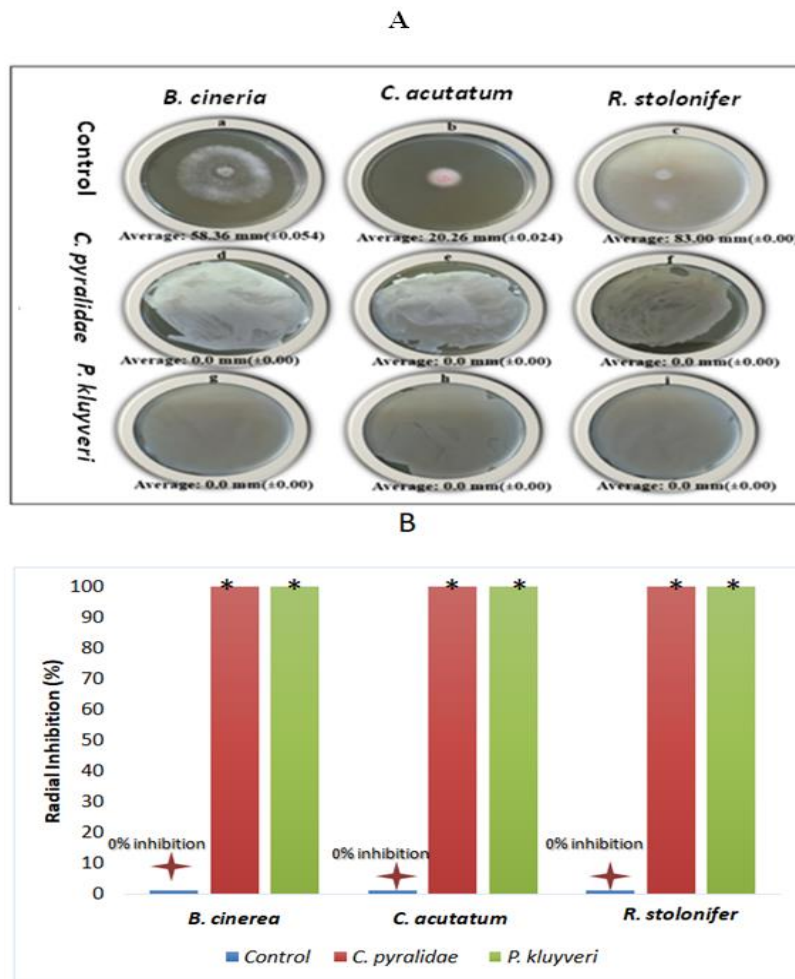 A
B. cineria C. acutatum R. stolonifer
Control
a b c
Average: 58.36 mm(±0.054) Average: 20.26 mm(±0.024) Average: 83.00 mm(±0.00)
C. pyralidae
d e f
Average: 0.0 mm(±0.00) Average: 0.0 mm(±0.00) Average: 0.0 mm(±0.00)
P. kluyveri
g h i
Average: 0.0 mm(±0.00) Average: 0.0 mm(±0.00) Average: 0.0 mm(±0.00)
B
Radial Inhibition (%)
100
90
80
70
60
50
40
30
20
10
0
* * * * * *
0% inhibition 0% inhibition 0% inhibition
B. cinerea C. acutatum R. stolonifer
Control C. pyralidae P. kluyveri